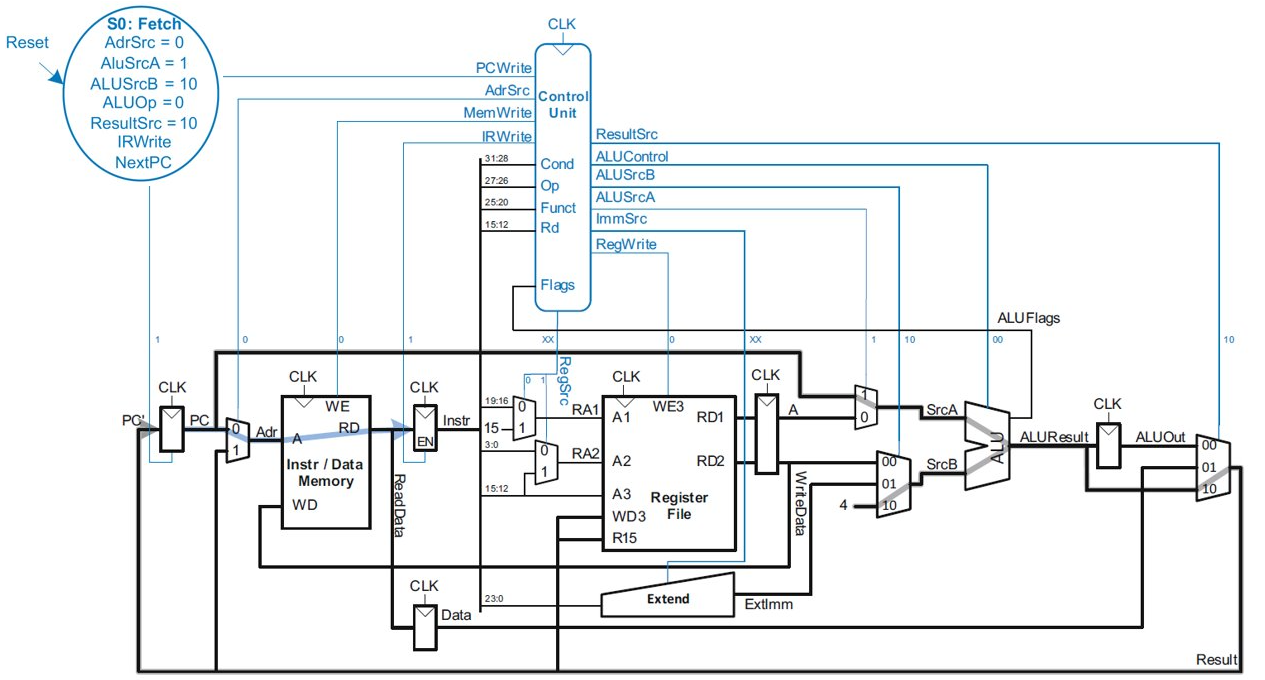 S0: Fetch
AdrSrc = 0
AluSrcA = 1
ALUSrcB = 10
ALUOp = 0
ResultSrc = 10
IRWrite
NextPC
Reset
CLK
PCWrite
AdrSrc
MemWrite
IRWrite
Control
Unit
31:28
Cond
27:26
Op
25:20
Funct
15:12
Rd
Flags
ResultSrc
ALUControl
ALUSrcB
ALUSrcA
ImmSrc
RegWrite
ALUFlags
1
0
0
1
XX
0
XX
1
10
00
10
RegSrc
0
1
PC'
CLK
PC
0
1
Adr
CLK
WE
A
RD
Instr / Data
Memory
WD
CLK
EN
Instr
ReadData
CLK
Data
19:16
15
3:0
15:12
23:0
0
1
0
1
RA1
RA2
CLK
WE3
A1
RD1
A2
RD2
A3
Register
File
WD3
R15
CLK
A
WriteData
Extend
ExtImm
1
0
00
01
10
4
SrcA
SrcB
ALU
ALUResult
CLK
ALUOut
00
01
10
Result